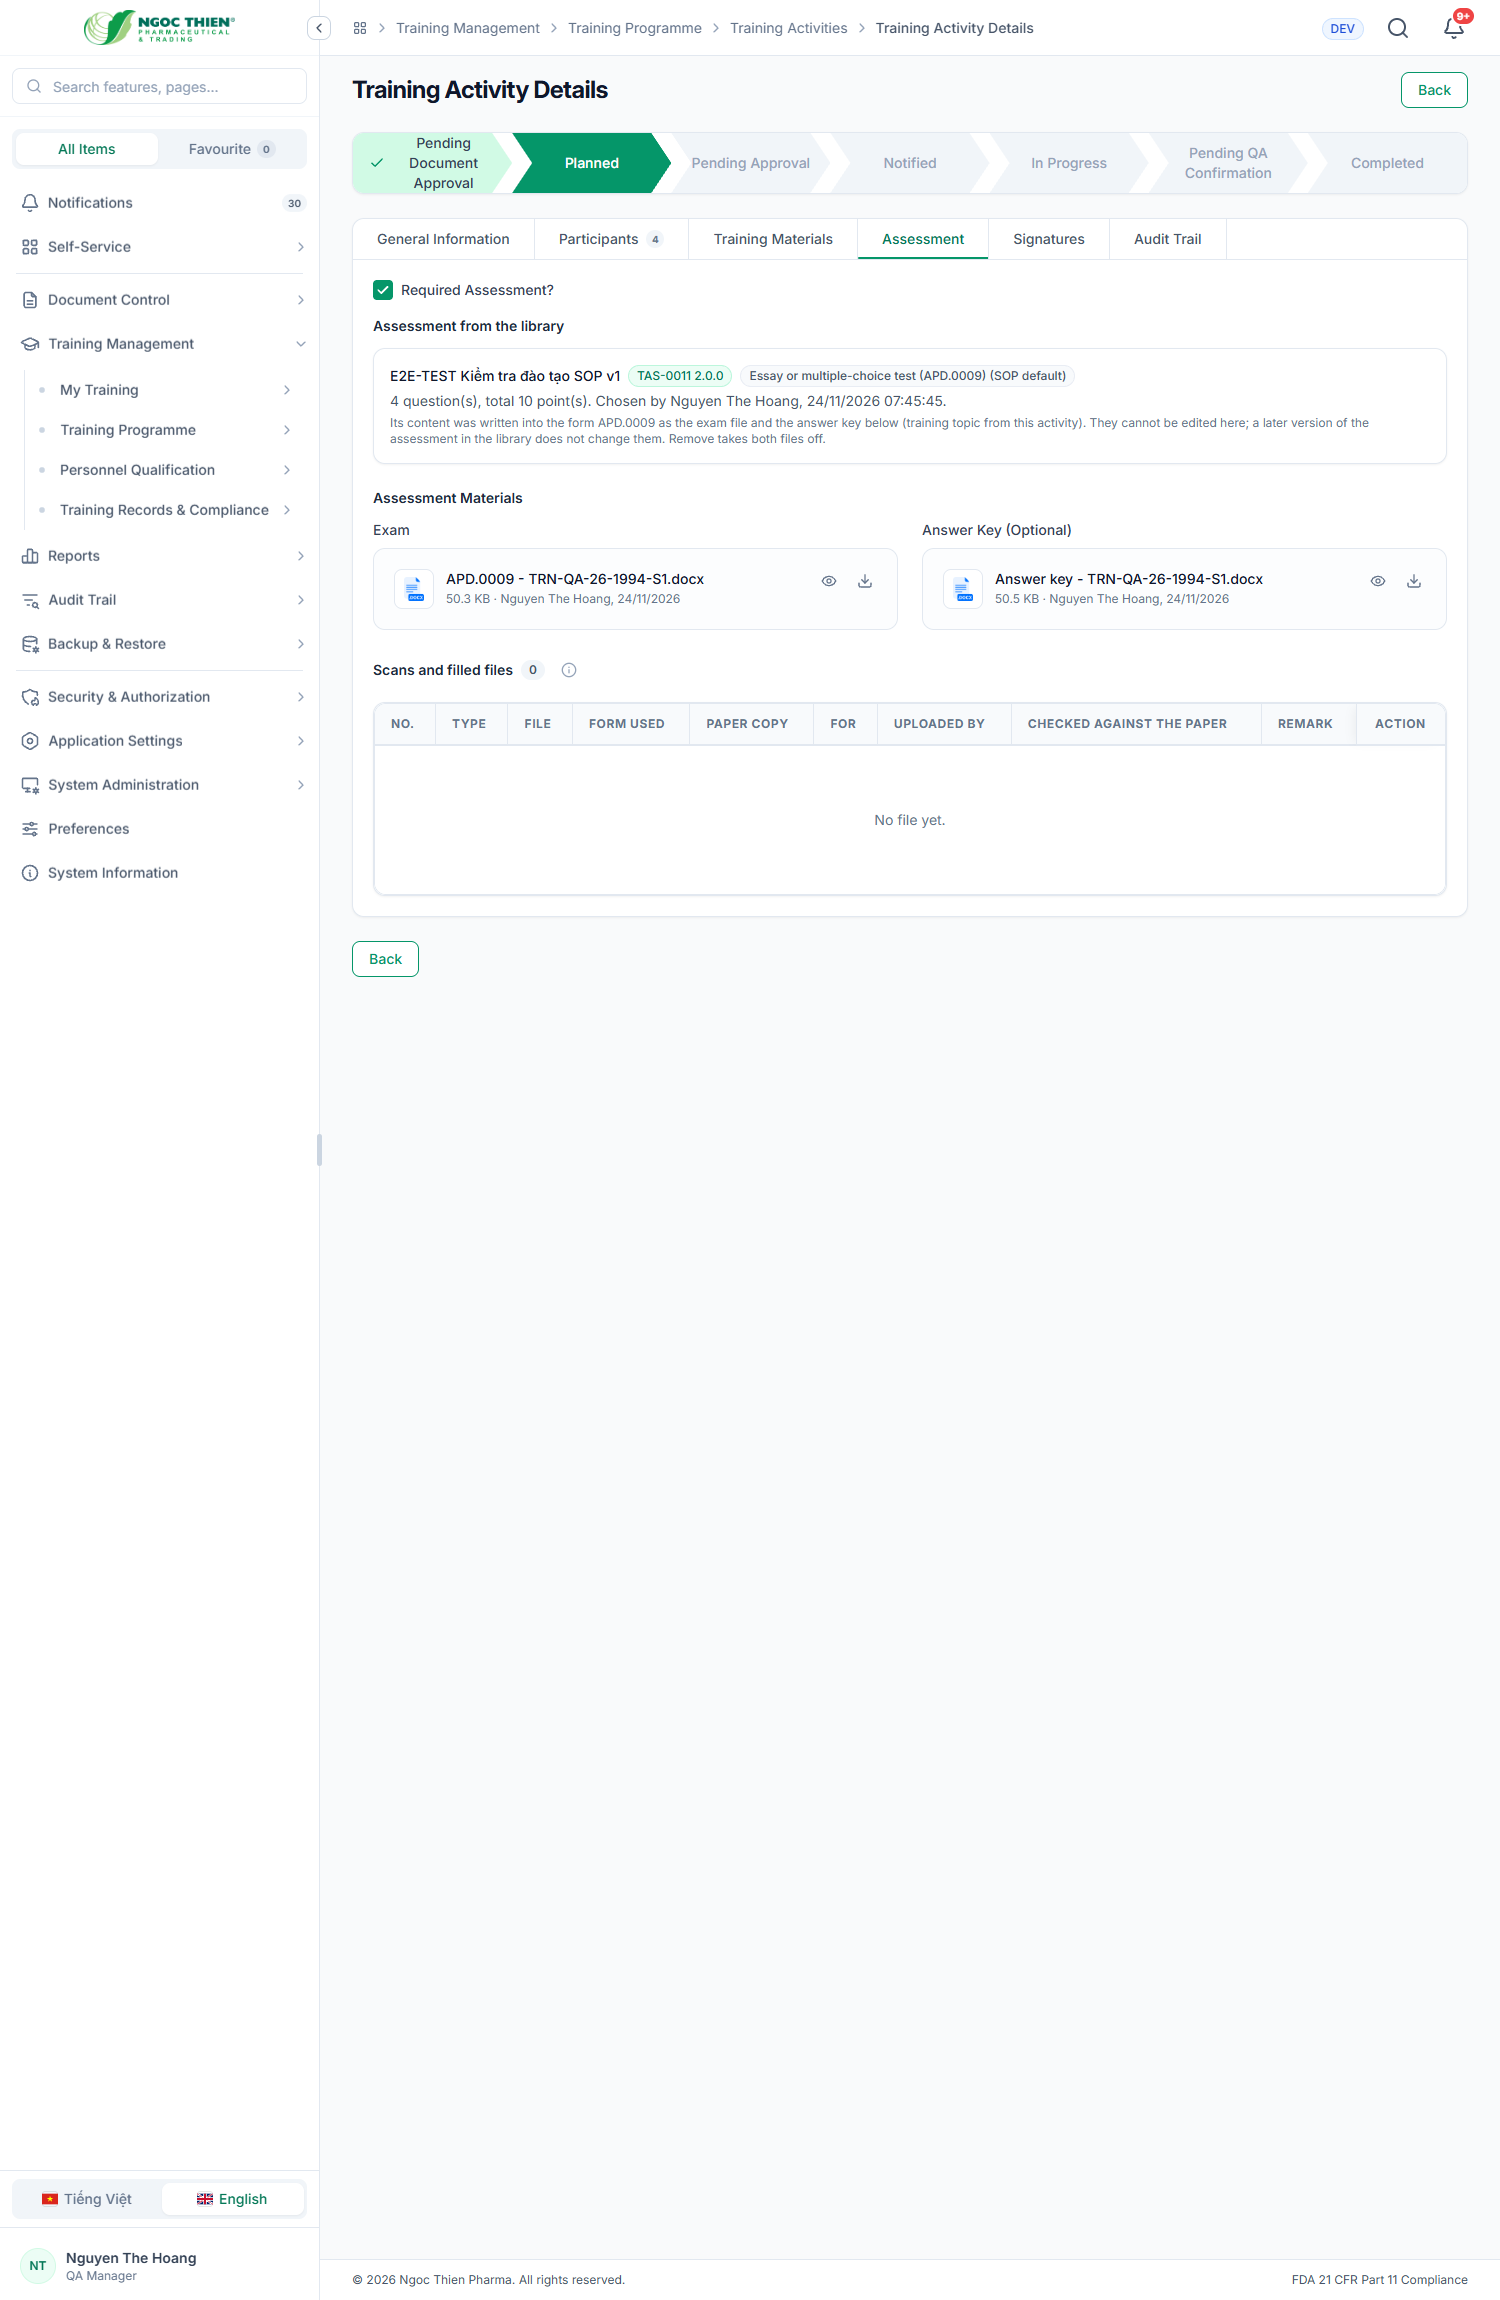 NGOC THIEN®
PHARMACEUTICAL
& TRADING
Training Management
Training Programme
Training Activities
Training Activity Details
DEV
9+
Search features, pages...
All Items
Favourite 0
Notifications 30
Self-Service
Document Control
Training Management
My Training
Training Programme
Personnel Qualification
Training Records & Compliance
Reports
Audit Trail
Backup & Restore
Security & Authorization
Application Settings
System Administration
Preferences
System Information
Tiếng Việt
English
NT
Nguyen The Hoang
QA Manager
Training Activity Details
Back
Pending
Document
Approval
Planned
Pending Approval
Notified
In Progress
Pending QA
Confirmation
Completed
General Information
Participants 4
Training Materials
Assessment
Signatures
Audit Trail
Required Assessment?
Assessment from the library
E2E-TEST Kiểm tra đào tạo SOP v1 TAS-0011 2.0.0 Essay or multiple-choice test (APD.0009) (SOP default)
4 question(s), total 10 point(s). Chosen by Nguyen The Hoang, 24/11/2026 07:45:45.
Its content was written into the form APD.0009 as the exam file and the answer key below (training topic from this activity). They cannot be edited here; a later version of the
assessment in the library does not change them. Remove takes both files off.
Assessment Materials
Exam
APD.0009 - TRN-QA-26-1994-S1.docx
50.3 KB · Nguyen The Hoang, 24/11/2026
Answer Key (Optional)
Answer key - TRN-QA-26-1994-S1.docx
50.5 KB · Nguyen The Hoang, 24/11/2026
Scans and filled files 0
NO.
TYPE
FILE
FORM USED
PAPER COPY
FOR
UPLOADED BY
CHECKED AGAINST THE PAPER
REMARK
ACTION
No file yet.
Back
© 2026 Ngoc Thien Pharma. All rights reserved.
FDA 21 CFR Part 11 Compliance